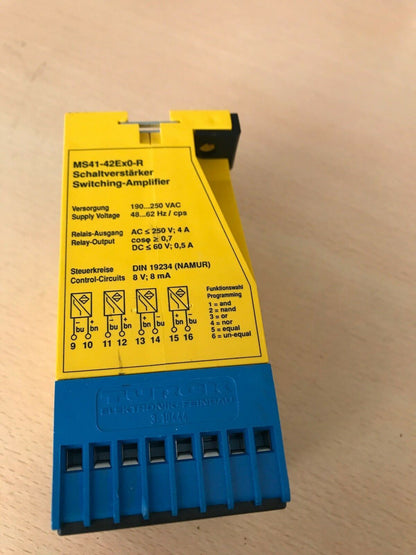 MS41-42Ex0-R
Schaltverstärker
Switching-Amplifier
Versorgung 190...250 VAC
Supply Voltage 48...62 Hz / cps
Relais-Ausgang AC ≤ 250 V; 4 A
Relay-Output cosφ ≥ 0,7
DC ≤ 60 V; 0,5 A
Steuerkreise DIN 19234 (NAMUR)
Control-Circuits 8 V; 8 mA
Funktionswahl
Programming
1 = and
2 = nand
3 = or
4 = nor
5 = equal
6 = un-equal
− + − + − + − +
bu bn bu bn bn bu bn bu
9 10 11 12 13 14 15 16
TURCK
ELEKTRONIK FEINBAU